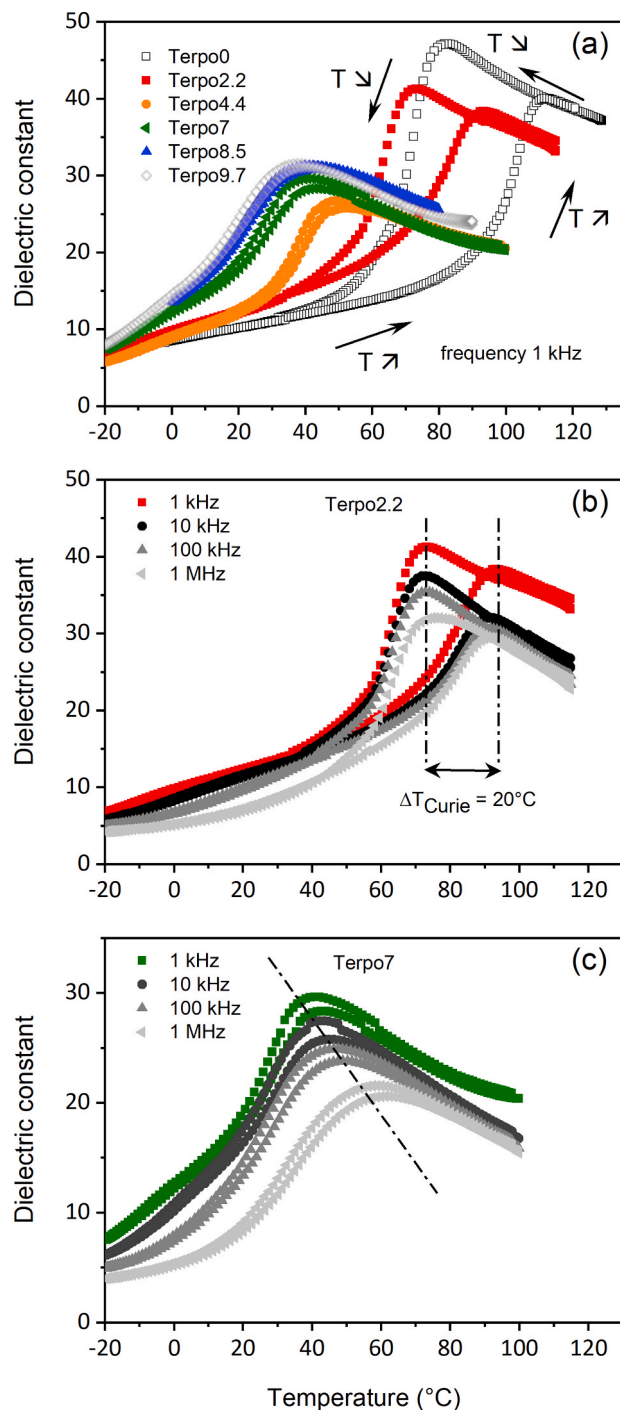 (a)
Terpo0
Terpo2.2
Terpo4.4
Terpo7
Terpo8.5
Terpo9.7
T ↘
T ↘
T ↗
T ↗
frequency 1 kHz
Dielectric constant
50
40
30
20
10
0
-20 0 20 40 60 80 100 120
(b)
Terpo2.2
1 kHz
10 kHz
100 kHz
1 MHz
ΔTCurie = 20°C
Dielectric constant
50
40
30
20
10
0
-20 0 20 40 60 80 100 120
(c)
Terpo7
1 kHz
10 kHz
100 kHz
1 MHz
Dielectric constant
30
20
10
0
-20 0 20 40 60 80 100 120
Temperature (°C)